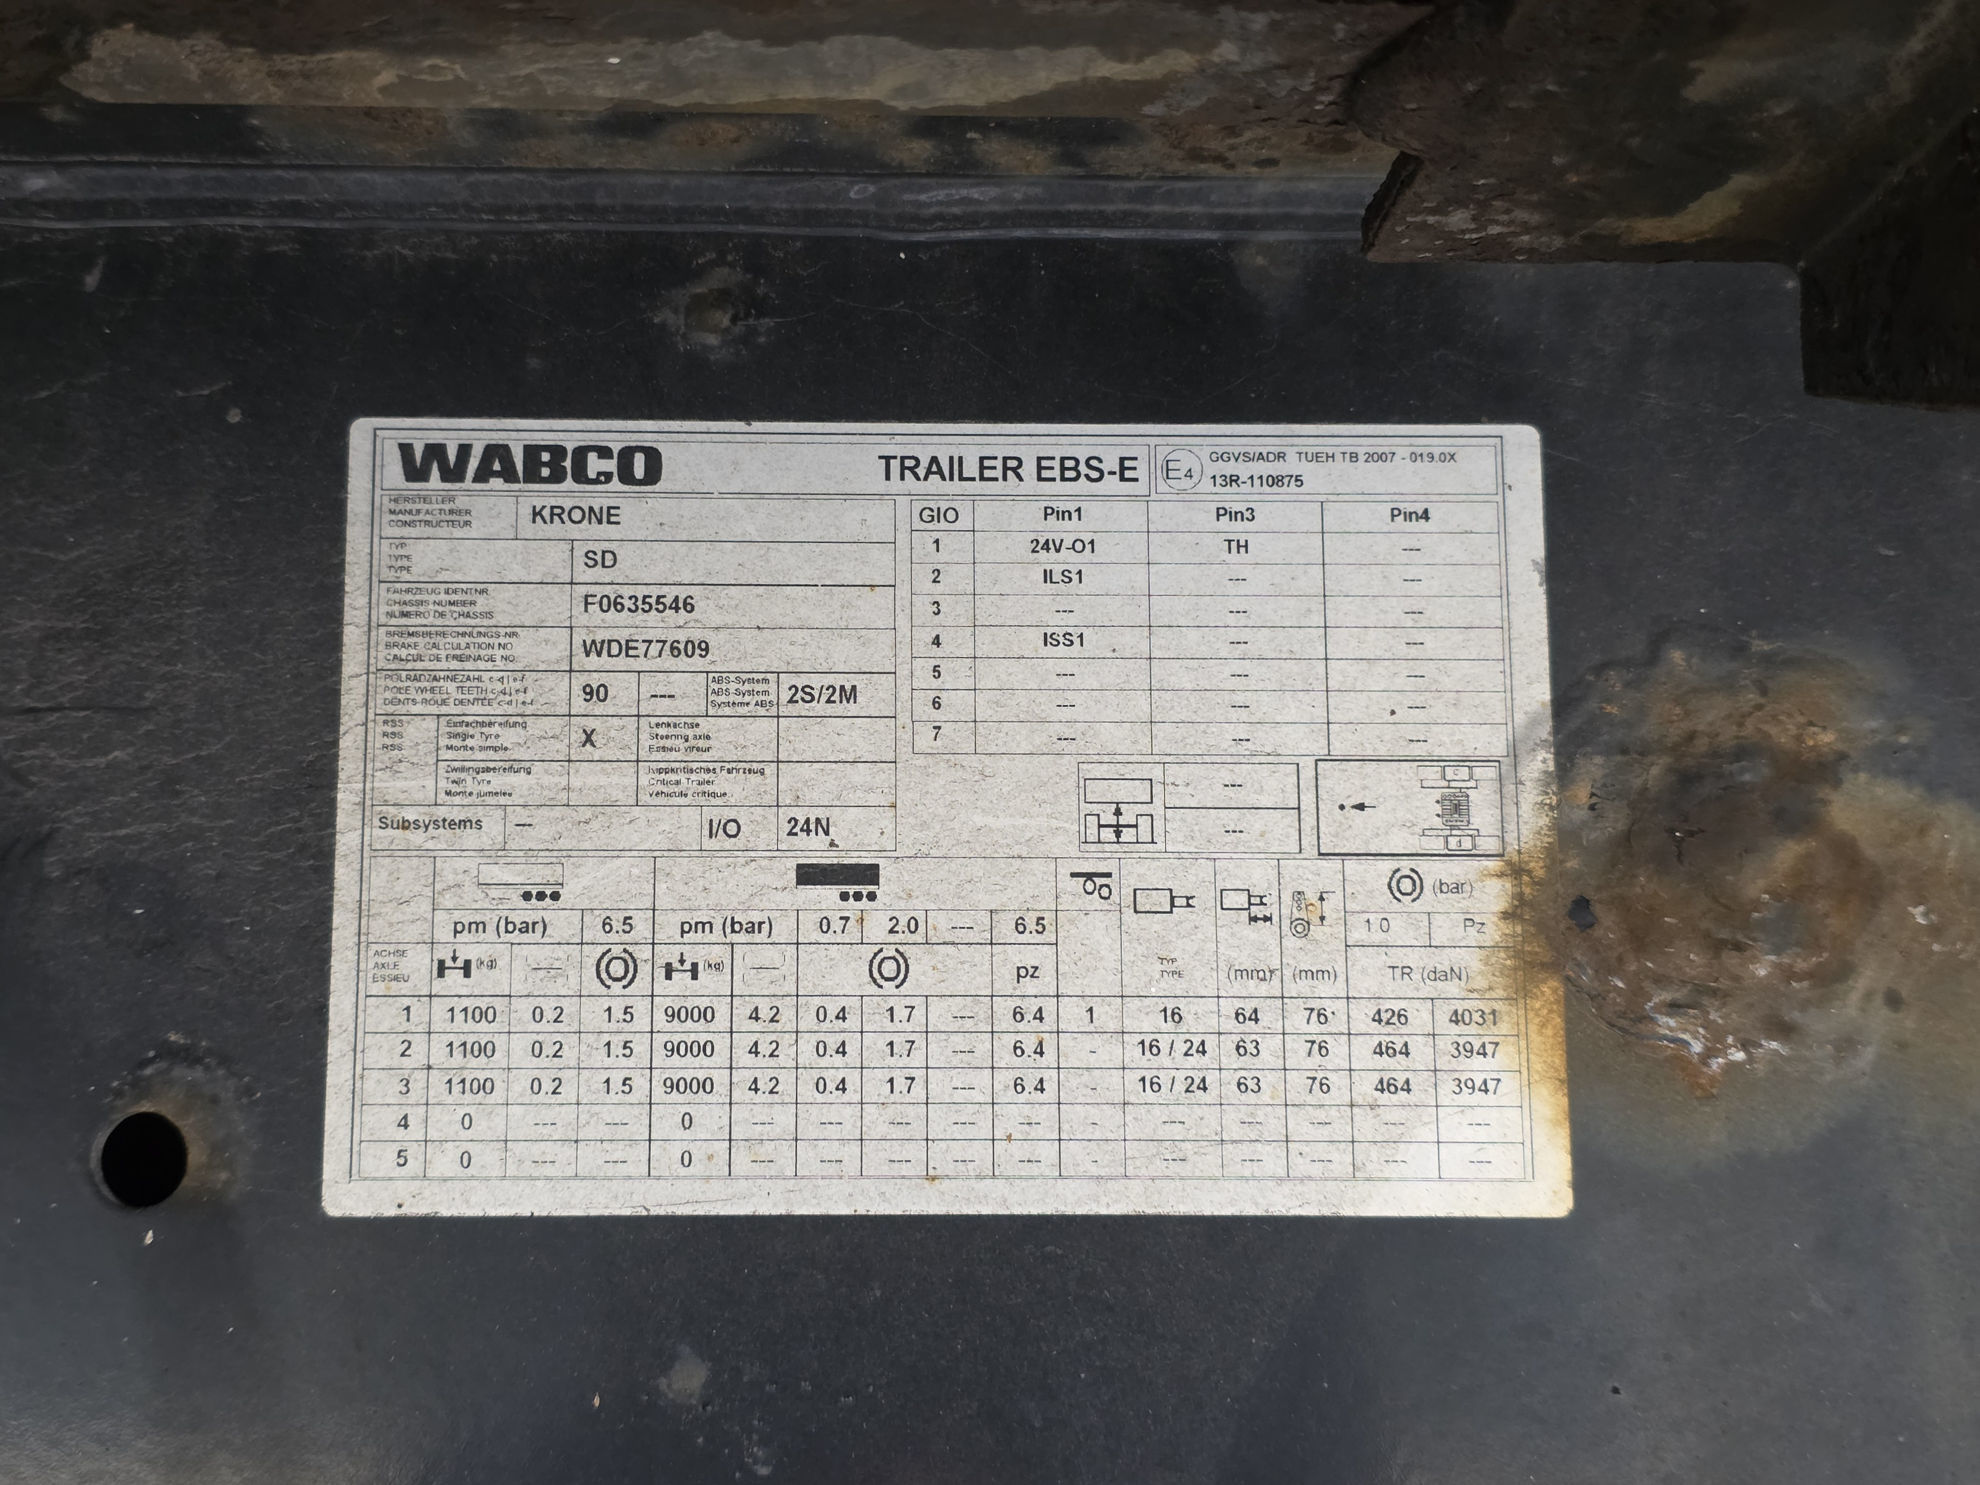 WABCO TRAILER EBS-E E4 GGVS/ADR TUEH TB 2007 - 019.0X
13R-110875
HERSTELLER
MANUFACTURER
CONSTRUCTEUR
KRONE
TYP
TYPE
TYPE
SD
FAHRZEUG IDENTNR.
CHASSIS NUMBER
NUMERO DE CHASSIS
F0635546
BREMSBERECHNUNGS-NR
BRAKE CALCULATION NO
CALCUL DE FREINAGE NO
WDE77609
POLRADZAHNEZAHL c-d | e-f
POLE WHEEL TEETH c-d | e-f
DENTS-ROUE DENTÉE c-d | e-f
90 ---
ABS-System
ABS-System
Système ABS
2S/2M
RSS
RSS
RSS
Einfachbereifung
Single Tyre
Monte simple
X
Lenkachse
Steering axle
Essieu vireur
Zwillingsbereifung
Twin Tyre
Monte jumelee
Kippkritisches Fahrzeug
Critical Trailer
Véhicule critique
Subsystems --- I/O 24N
GIO Pin1 Pin3 Pin4
1 24V-O1 TH ---
2 ILS1 --- ---
3 --- --- ---
4 ISS1 --- ---
5 --- --- ---
6 --- --- ---
7 --- --- ---
---
---
c
d
(bar)
pm (bar) 6.5 pm (bar) 0.7 2.0 --- 6.5 1.0 Pz
ACHSE
AXLE
ESSIEU
(kg) (kg) pz
TYP
TYPE
(mm) (mm) TR (daN)
1 1100 0.2 1.5 9000 4.2 0.4 1.7 --- 6.4 1 16 64 76 426 4031
2 1100 0.2 1.5 9000 4.2 0.4 1.7 --- 6.4 - 16 / 24 63 76 464 3947
3 1100 0.2 1.5 9000 4.2 0.4 1.7 --- 6.4 - 16 / 24 63 76 464 3947
4 0 --- --- 0 --- --- --- --- --- - --- --- --- --- ---
5 0 --- --- 0 --- --- --- --- --- - --- --- --- --- ---